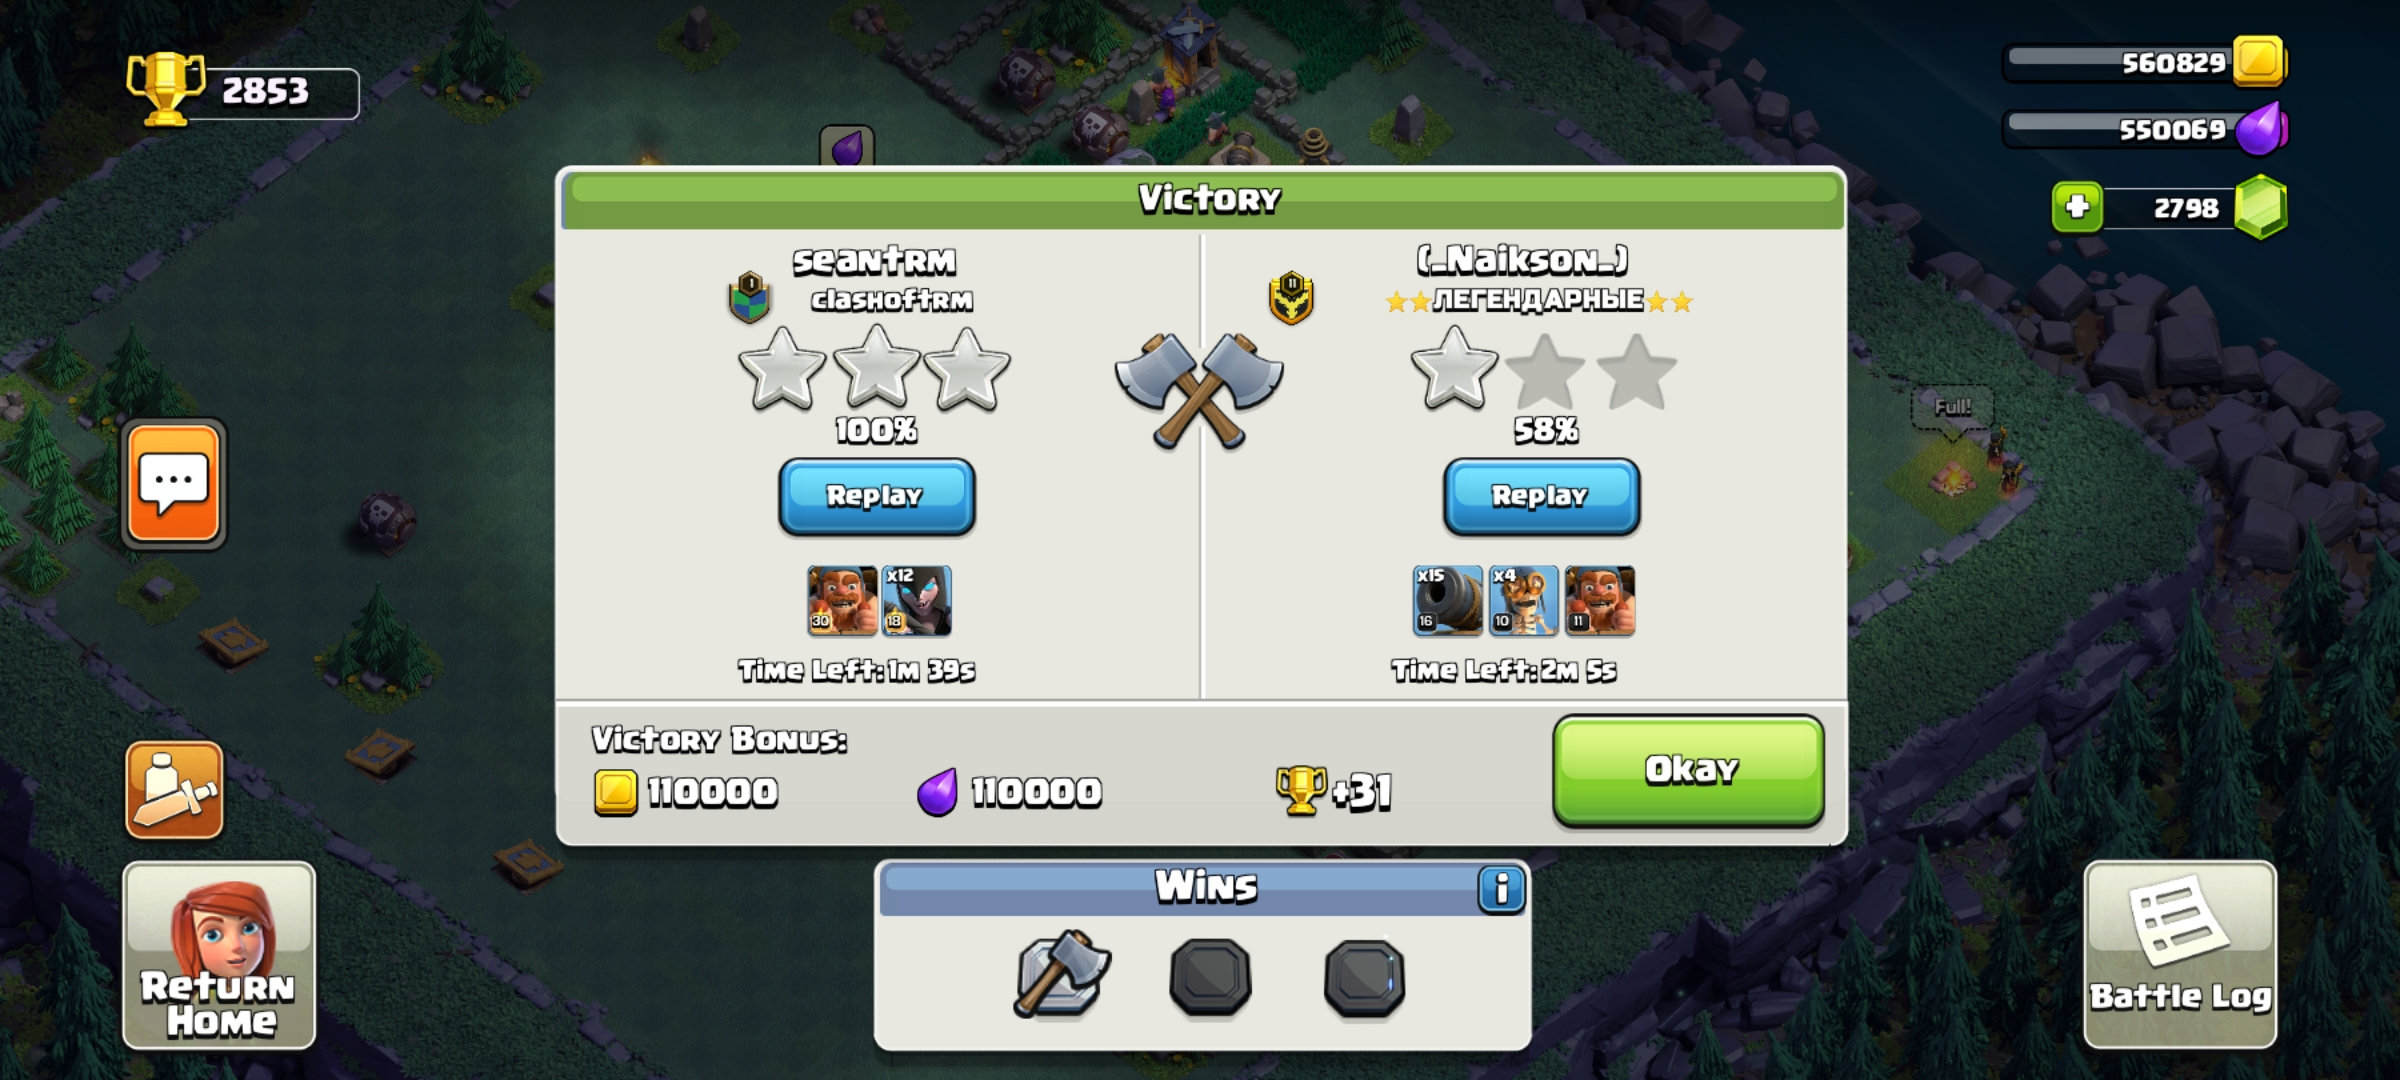 2853
560829
550069
2798
Victory
seantrm
clashoftrm
1
100%
Replay
30
x12
18
Time Left: 1m 39s
(_Naikson_)
★★ЛЕГЕНДАРНЫЕ★★
11
58%
Replay
x15
16
x4
10
11
Time Left: 2m 5s
Full!
Victory Bonus:
110000
110000
+31
Okay
Wins
i
Return
Home
Battle Log